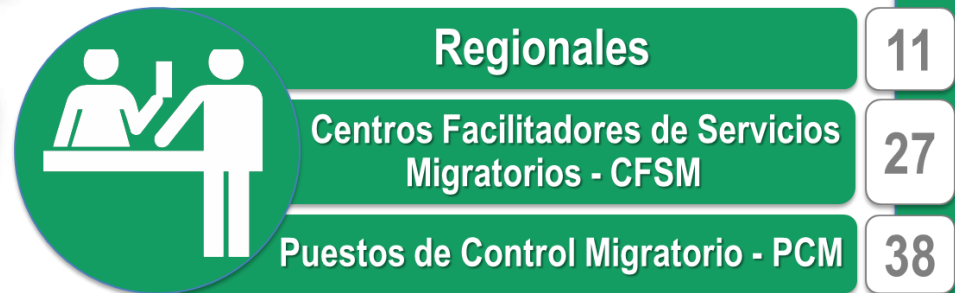 Regionales
11
Centros Facilitadores de Servicios
Migratorios - CFSM
27
Puestos de Control Migratorio - PCM
38